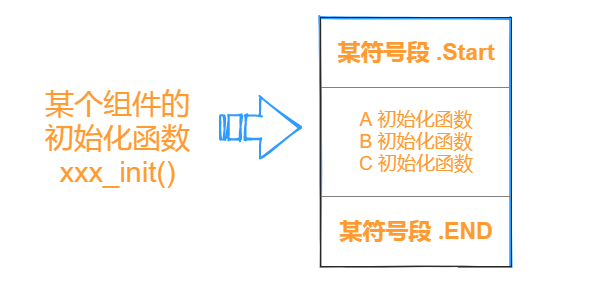 某个组件的
初始化函数
xxx_init()
某符号段 .Start
A 初始化函数
B 初始化函数
C 初始化函数
某符号段 .END